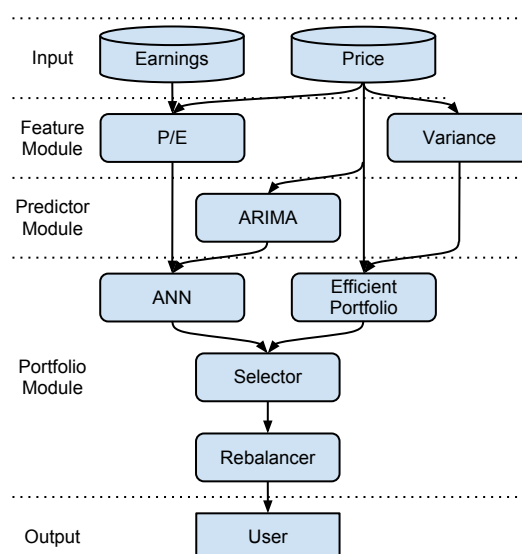 Input
Earnings
Price
Feature
Module
P/E
Variance
Predictor
Module
ARIMA
ANN
Efficient
Portfolio
Portfolio
Module
Selector
Rebalancer
Output
User